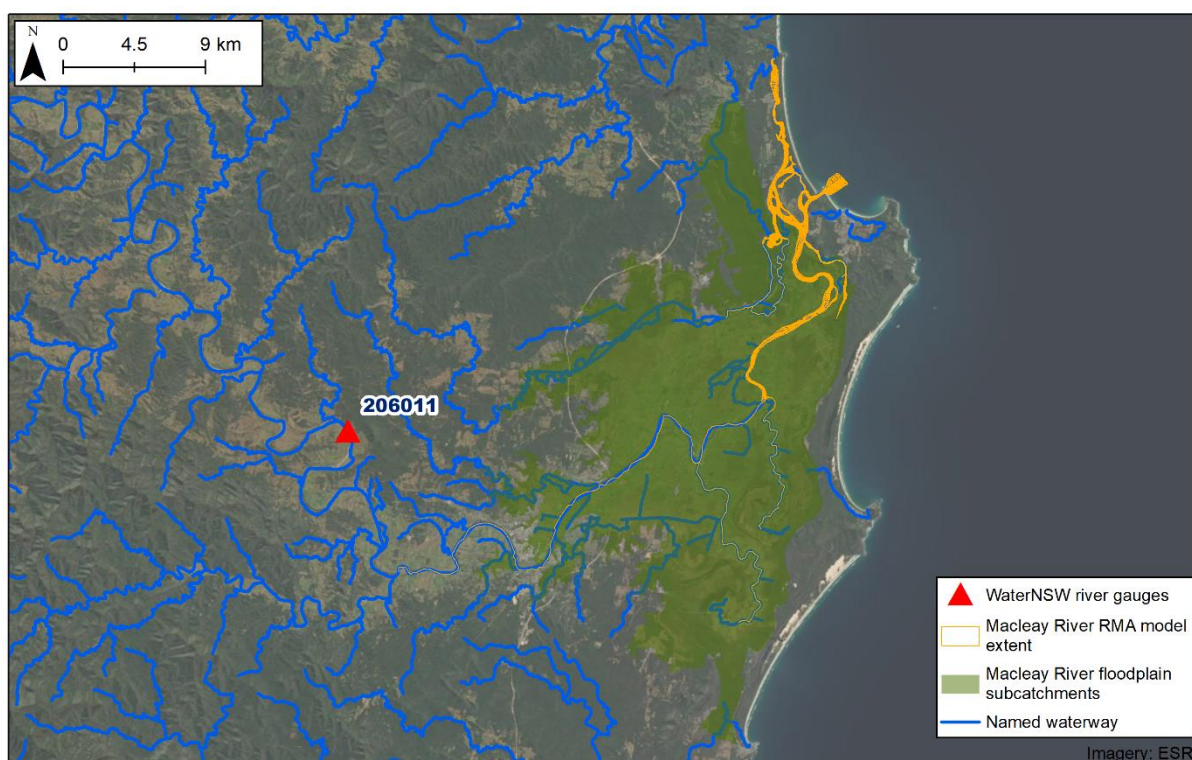 N
0 4.5 9 km
206011
WaterNSW river gauges
Macleay River RMA model
extent
Macleay River floodplain
subcatchments
Named waterway
Imagery: ESR